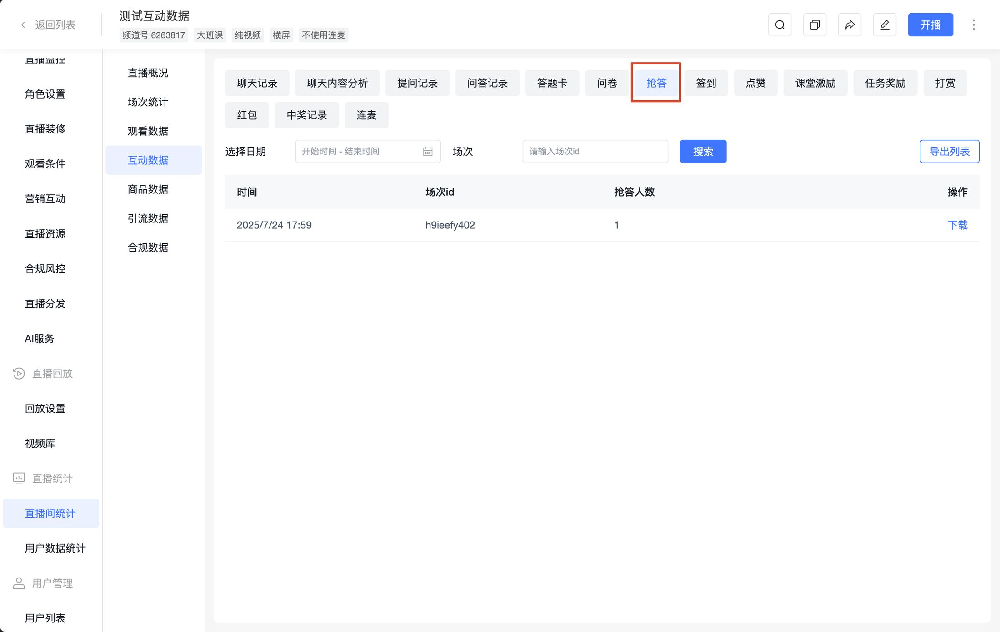 返回列表
测试互动数据
频道号 6263817
大班课
纯视频
横屏
不使用连麦
开播
直播监控
角色设置
直播装修
观看条件
营销互动
直播资源
合规风控
直播分发
AI服务
直播回放
回放设置
视频库
直播统计
直播间统计
用户数据统计
用户管理
用户列表
直播概况
场次统计
观看数据
互动数据
商品数据
引流数据
合规数据
聊天记录
聊天内容分析
提问记录
问答记录
答题卡
问卷
抢答
签到
点赞
课堂激励
任务奖励
打赏
红包
中奖记录
连麦
选择日期
开始时间 - 结束时间
场次
请输入场次id
搜索
导出列表
时间
场次id
抢答人数
操作
2025/7/24 17:59
h9ieefy402
1
下载